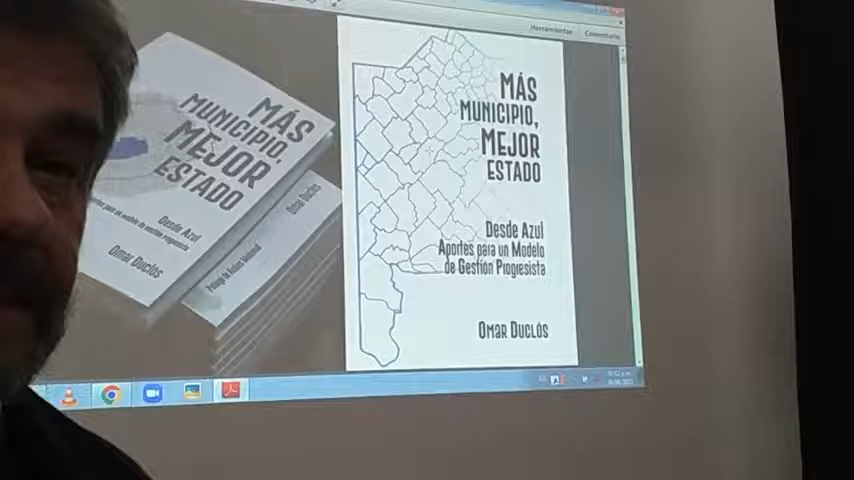 Herramientas Comentario
MÁS
MUNICIPIO,
MEJOR
ESTADO
Desde Azul
Omar Duclós
MÁS
MUNICIPIO,
MEJOR
ESTADO
Desde Azul
Aportes para un Modelo
de Gestión Progresista
Omar Duclós